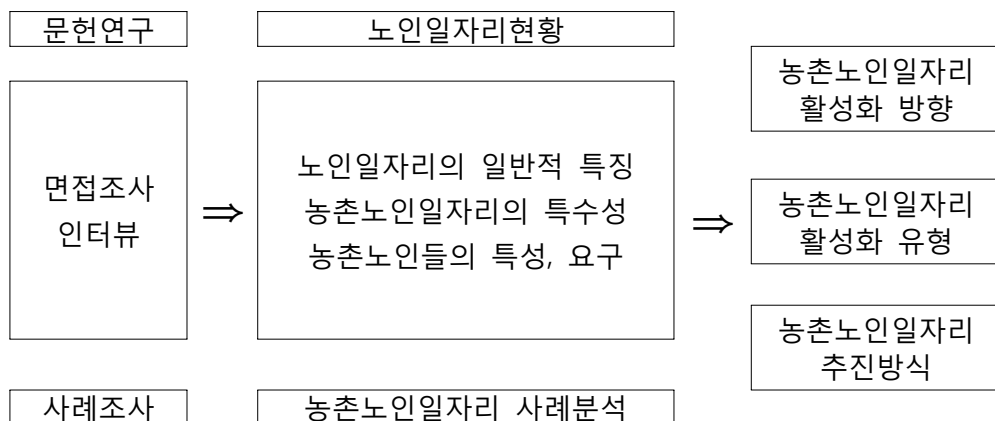 문헌연구
노인일자리현황
면접조사
인터뷰
⇒
노인일자리의 일반적 특징
농촌노인일자리의 특수성
농촌노인들의 특성, 요구
⇒
농촌노인일자리
활성화 방향
농촌노인일자리
활성화 유형
농촌노인일자리
추진방식
사례조사
농촌노인일자리 사례분석